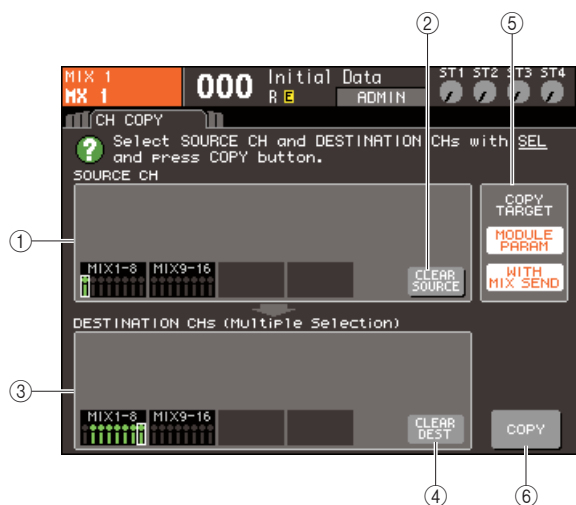 ② ⑤
MIX 1
MX 1
000 Initial Data
R E ADMIN
ST1 ST2 ST3 ST4
CH COPY
? Select SOURCE CH and DESTINATION CHs with SEL
and press COPY button.
SOURCE CH
①
MIX1-8 MIX9-16
CLEAR
SOURCE
COPY
TARGET
MODULE
PARAM
WITH
MIX SEND
DESTINATION CHs (Multiple Selection)
③
MIX1-8 MIX9-16
CLEAR
DEST
COPY
④ ⑥